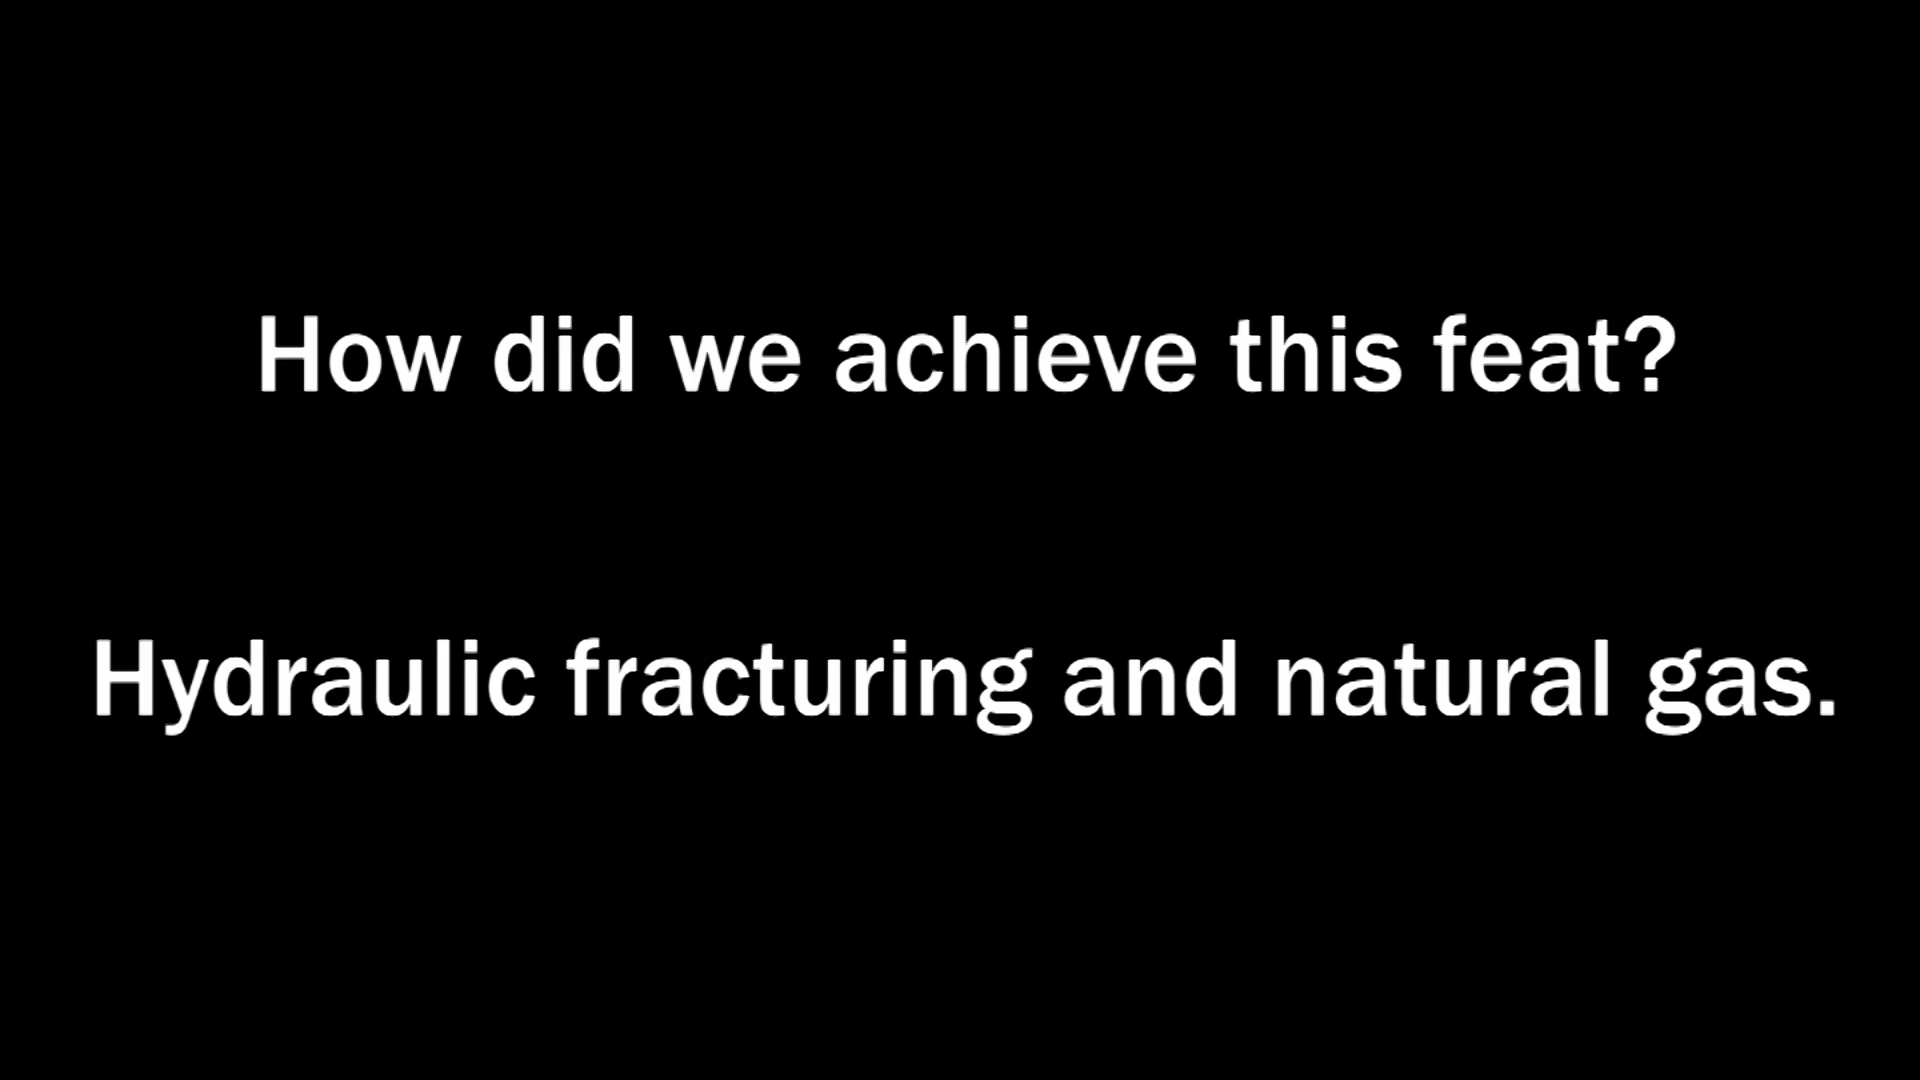 How did we achieve this feat?
Hydraulic fracturing and natural gas.